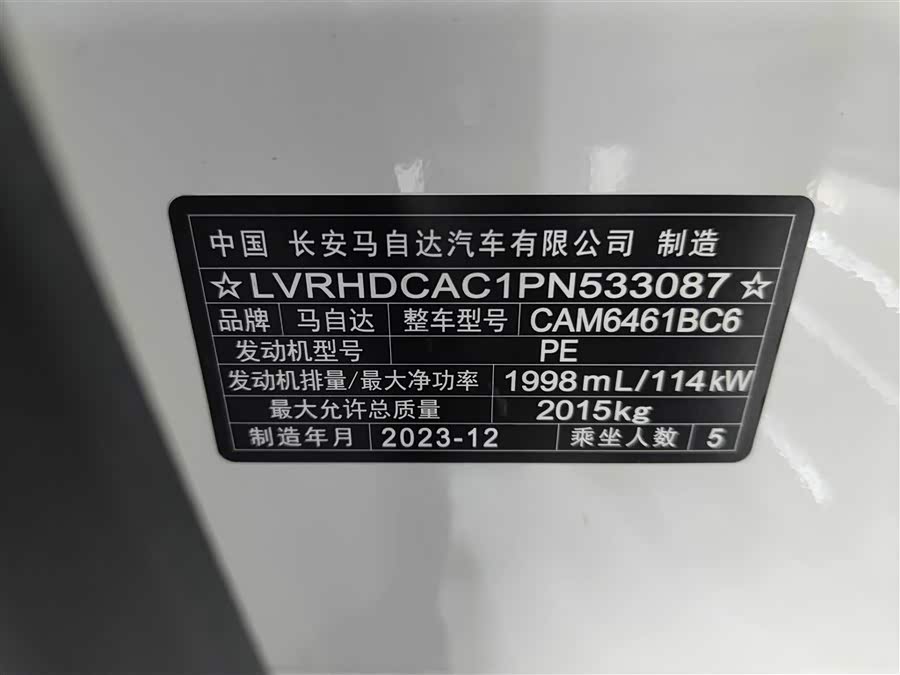 中国 长安马自达汽车有限公司 制造
☆LVRHDCAC1PN533087☆
品牌 马自达 整车型号 CAM6461BC6
发动机型号 PE
发动机排量/最大净功率 1998mL/114kW
最大允许总质量 2015kg
制造年月 2023-12 乘坐人数 5